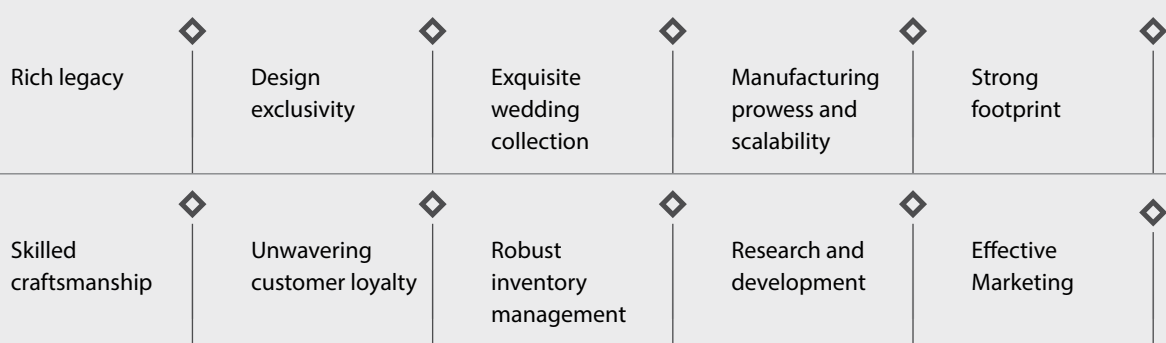 Rich legacy
Design
exclusivity
Exquisite
wedding
collection
Manufacturing
prowess and
scalability
Strong
footprint
Skilled
craftsmanship
Unwavering
customer loyalty
Robust
inventory
management
Research and
development
Effective
Marketing